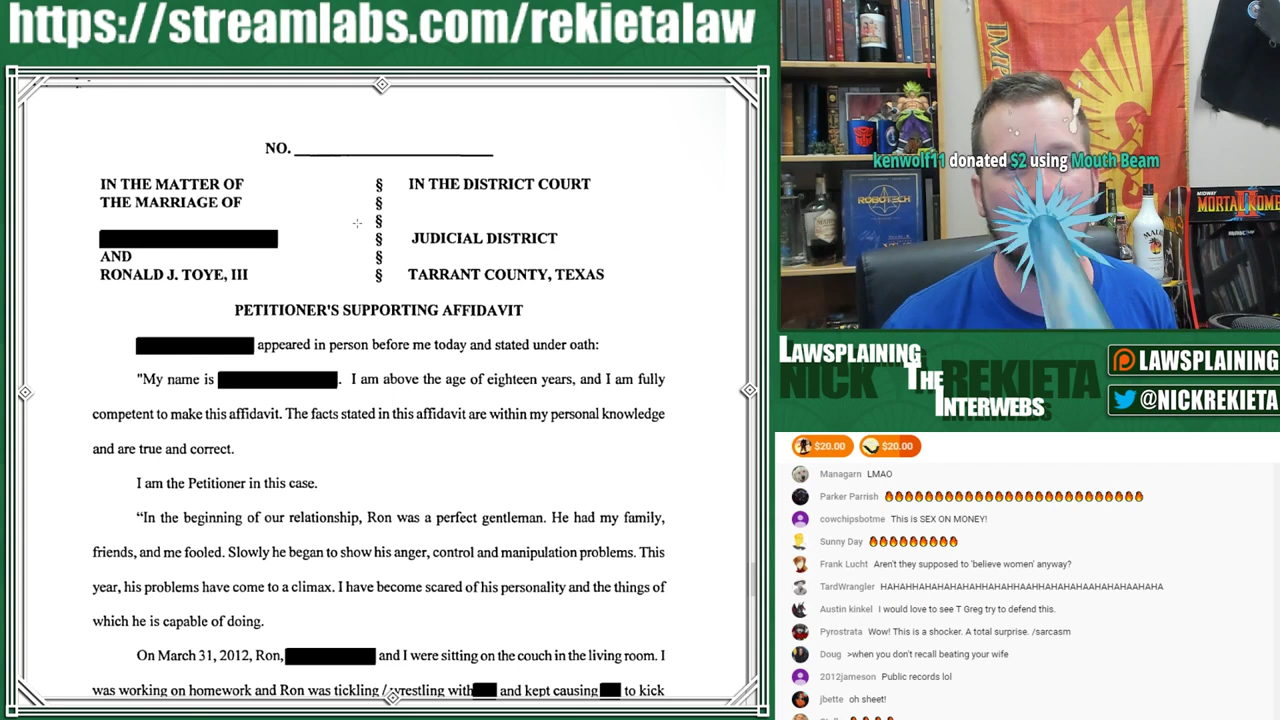 https://streamlabs.com/rekietalaw
NO.
IN THE MATTER OF § IN THE DISTRICT COURT
THE MARRIAGE OF §
§
§ JUDICIAL DISTRICT
AND §
RONALD J. TOYE, III § TARRANT COUNTY, TEXAS
PETITIONER'S SUPPORTING AFFIDAVIT
appeared in person before me today and stated under oath:
"My name is . I am above the age of eighteen years, and I am fully
competent to make this affidavit. The facts stated in this affidavit are within my personal knowledge
and are true and correct.
I am the Petitioner in this case.
“In the beginning of our relationship, Ron was a perfect gentleman. He had my family,
friends, and me fooled. Slowly he began to show his anger, control and manipulation problems. This
year, his problems have come to a climax. I have become scared of his personality and the things of
which he is capable of doing.
On March 31, 2012, Ron, and I were sitting on the couch in the living room. I
was working on homework and Ron was tickling / wrestling with and kept causing to kick
kenwolf11 donated $2 using Mouth Beam
ROBOTECH
MIDWAY
MORTAL KOMB
LAWSPLAINING
THE
INTERWEBS
NICK REKIETA
LAWSPLAINING
@NICKREKIETA
$20.00 $20.00
Managarn LMAO
Parker Parrish 🔥🔥🔥🔥🔥🔥🔥🔥🔥🔥🔥🔥🔥🔥🔥🔥🔥🔥🔥🔥🔥🔥🔥🔥🔥🔥
cowchipsbotme This is SEX ON MONEY!
Sunny Day 🔥🔥🔥🔥🔥🔥🔥🔥🔥
Frank Lucht Aren't they supposed to 'believe women' anyway?
TardWrangler HAHAHHAHAHAHAHAHHAHAHHAAHHAHAHAHAAHAHAHAAHAHA
Austin kinkel I would love to see T Greg try to defend this.
Pyrostrata Wow! This is a shocker. A total surprise. /sarcasm
Doug >when you don't recall beating your wife
2012jameson Public records lol
jbette oh sheet!